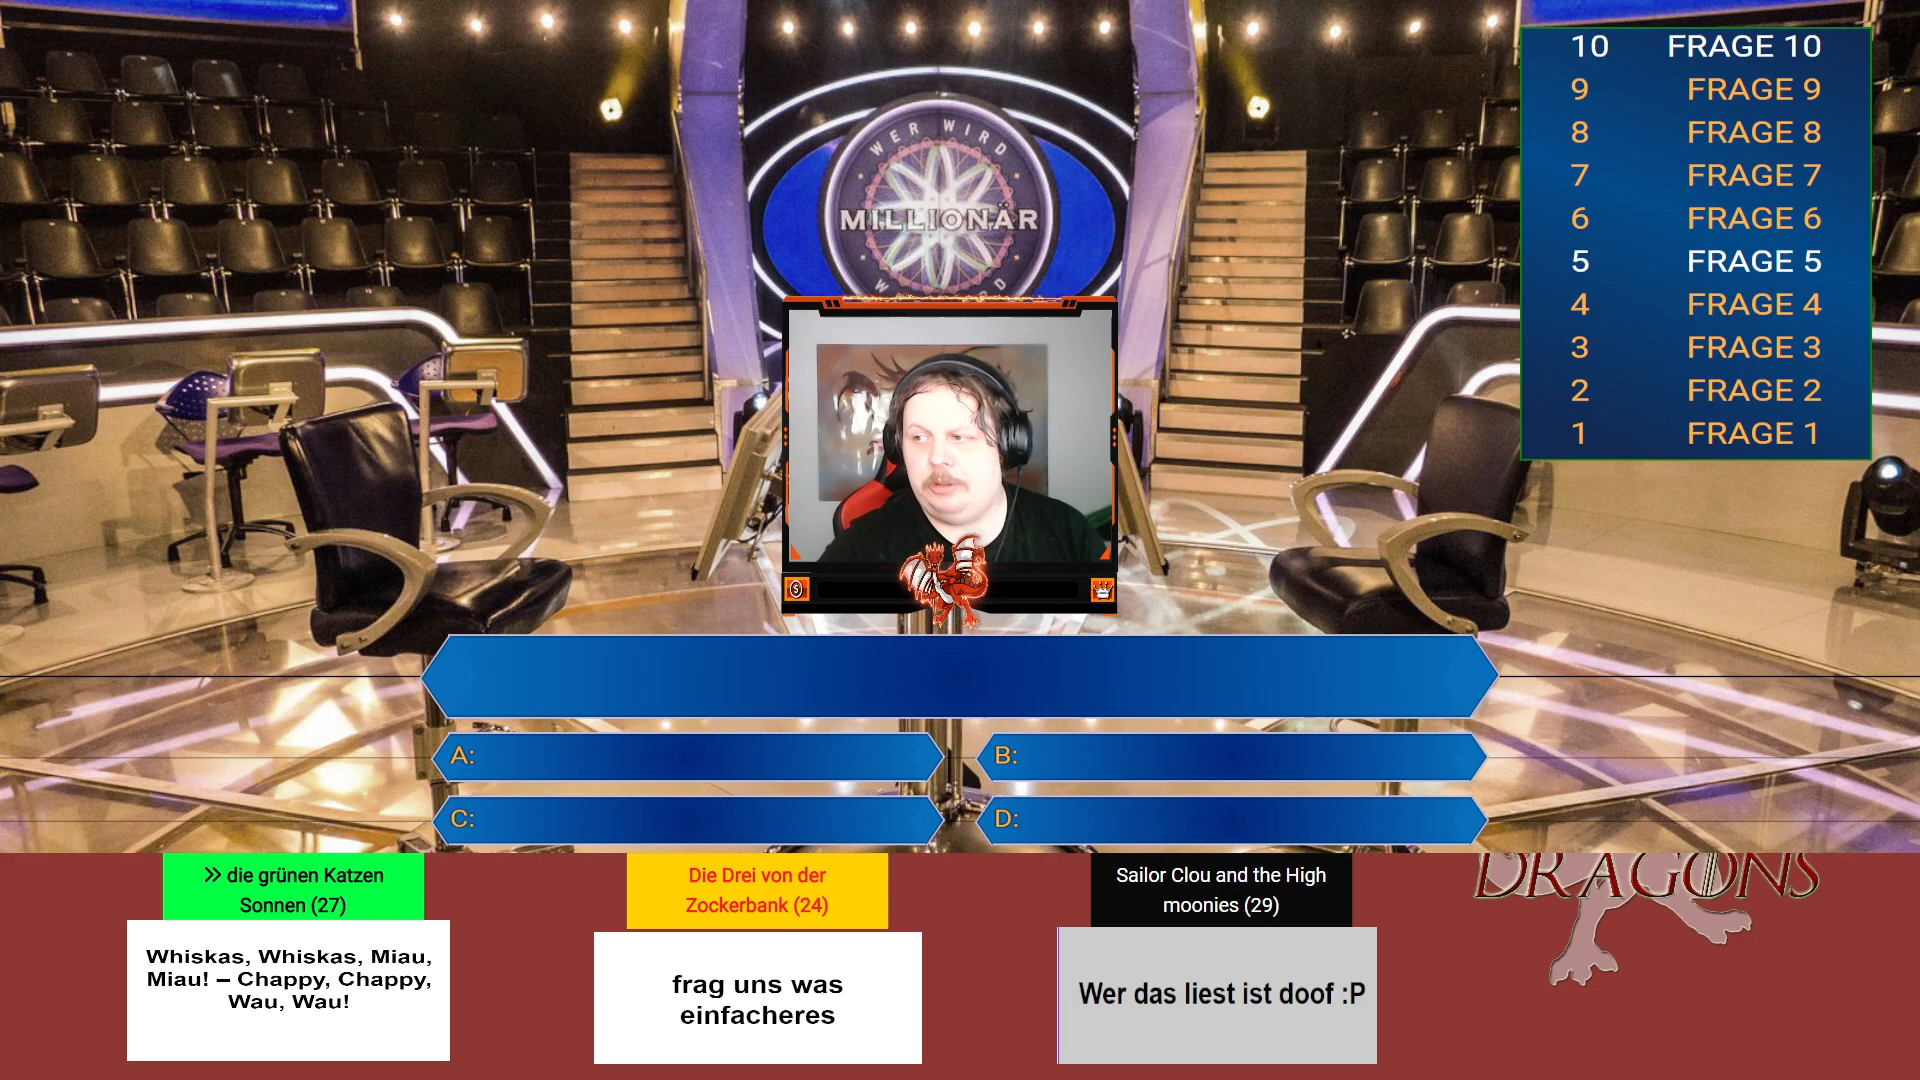 10 FRAGE 10
9 FRAGE 9
8 FRAGE 8
7 FRAGE 7
6 FRAGE 6
5 FRAGE 5
4 FRAGE 4
3 FRAGE 3
2 FRAGE 2
1 FRAGE 1
WER WIRD
MILLIONÄR
W
D
A:
B:
C:
D:
» die grünen Katzen
Sonnen (27)
Whiskas, Whiskas, Miau,
Miau! – Chappy, Chappy,
Wau, Wau!
Die Drei von der
Zockerbank (24)
frag uns was
einfacheres
Sailor Clou and the High
moonies (29)
Wer das liest ist doof :P
DRAGONS